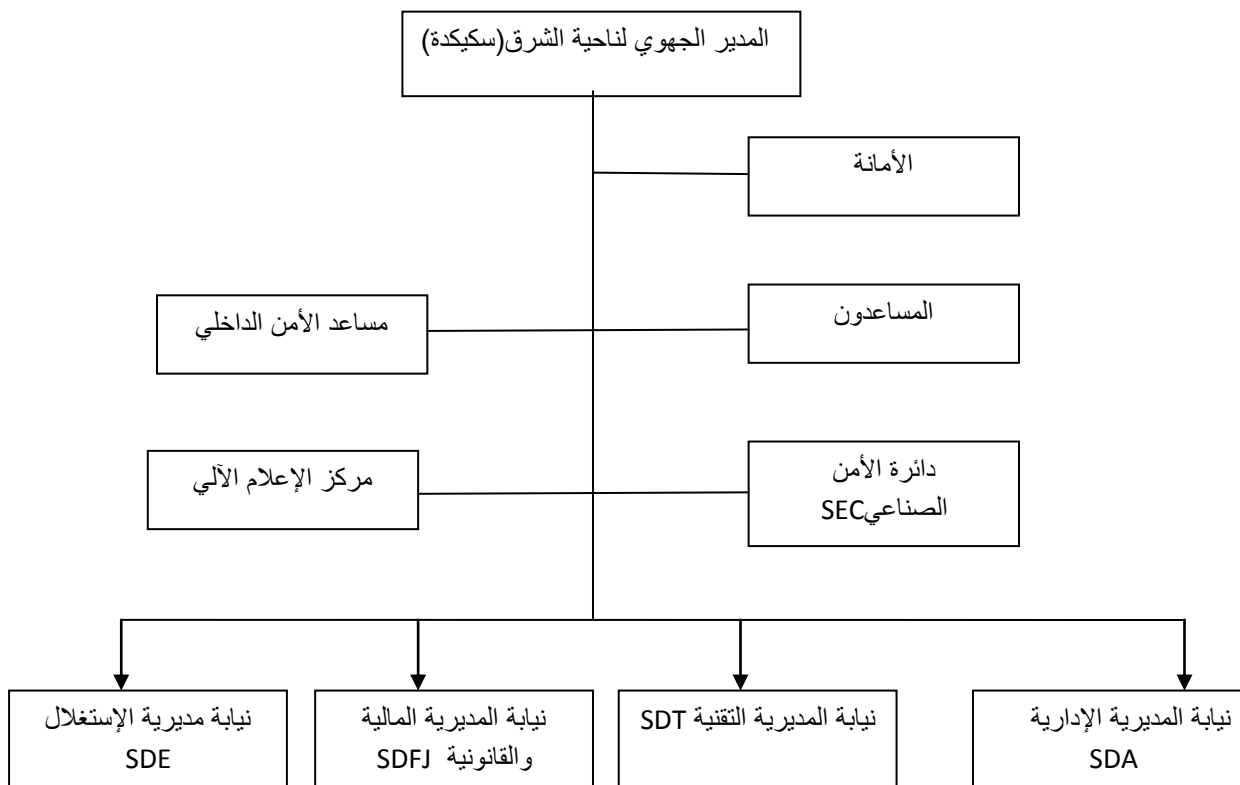 المدير الجهوي لناحية الشرق(سكيكدة)
الأمانة
المساعدون
مساعد الأمن الداخلي
دائرة الأمن
الصناعيSEC
مركز الإعلام الآلي
نيابة المديرية الإدارية
SDA
نيابة المديرية التقنية SDT
نيابة المديرية المالية
والقانونية SDFJ
نيابة مديرية الإستغلال
SDE